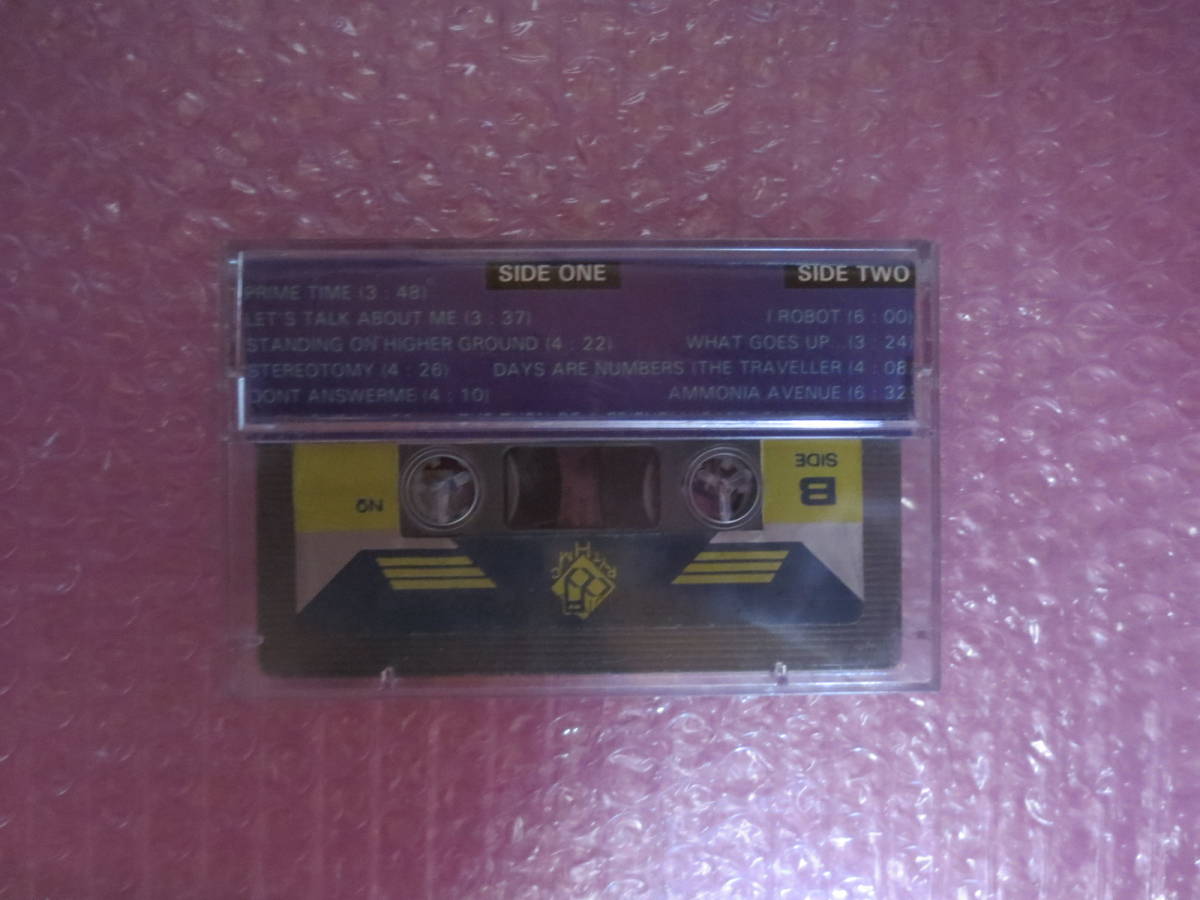 SIDE ONE
PRIME TIME (3 : 48)
LET'S TALK ABOUT ME (3 : 37)
STANDING ON HIGHER GROUND (4 : 22)
STEREOTOMY (4 : 26)
DONT ANSWERME (4 : 10)
SIDE TWO
I ROBOT (6 : 00)
WHAT GOES UP... (3 : 24)
DAYS ARE NUMBERS (THE TRAVELLER (4 : 08)
AMMONIA AVENUE (6 : 32)
SIDE
B
NQ